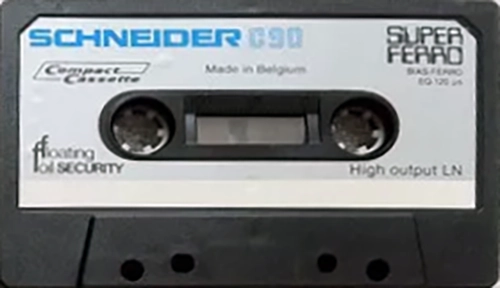 SCHNEIDER C90
SUPER
FERRO
Compact
Cassette
Made in Belgium
BIAS-FERRO
EQ 120 µs
floating
foil SECURITY
High output LN